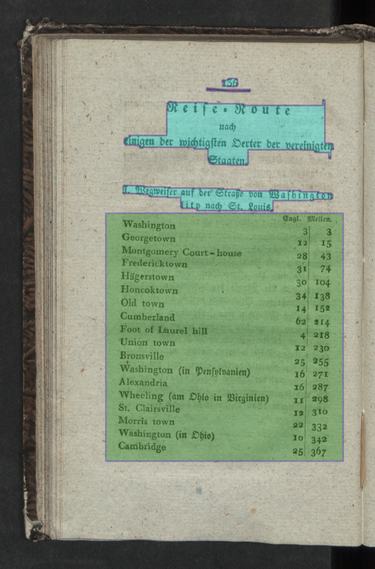 Reise-Route
nach
einigen der wichtigsten Oerter der vereinigten
Staaten.
1. Wegweiser auf der Straße von Washington
City nach St. Louis.
Engl. Meilen.
Washington 3 3
Georgetown 12 15
Montgomery Court-house 28 43
Fredericktown 31 74
Hägerstown 30 104
Honcoktown 34 138
Old town 14 152
Cumberland 62 214
Foot of Laurel hill 4 218
Union town 12 230
Bronsville 25 255
Washington (in Pensylvanien) 16 271
Alexandria 16 287
Wheeling (am Ohio in Virginien) 11 298
St. Clairsville 12 310
Morris town 22 332
Washington (in Ohio) 10 342
Cambridge 25 367